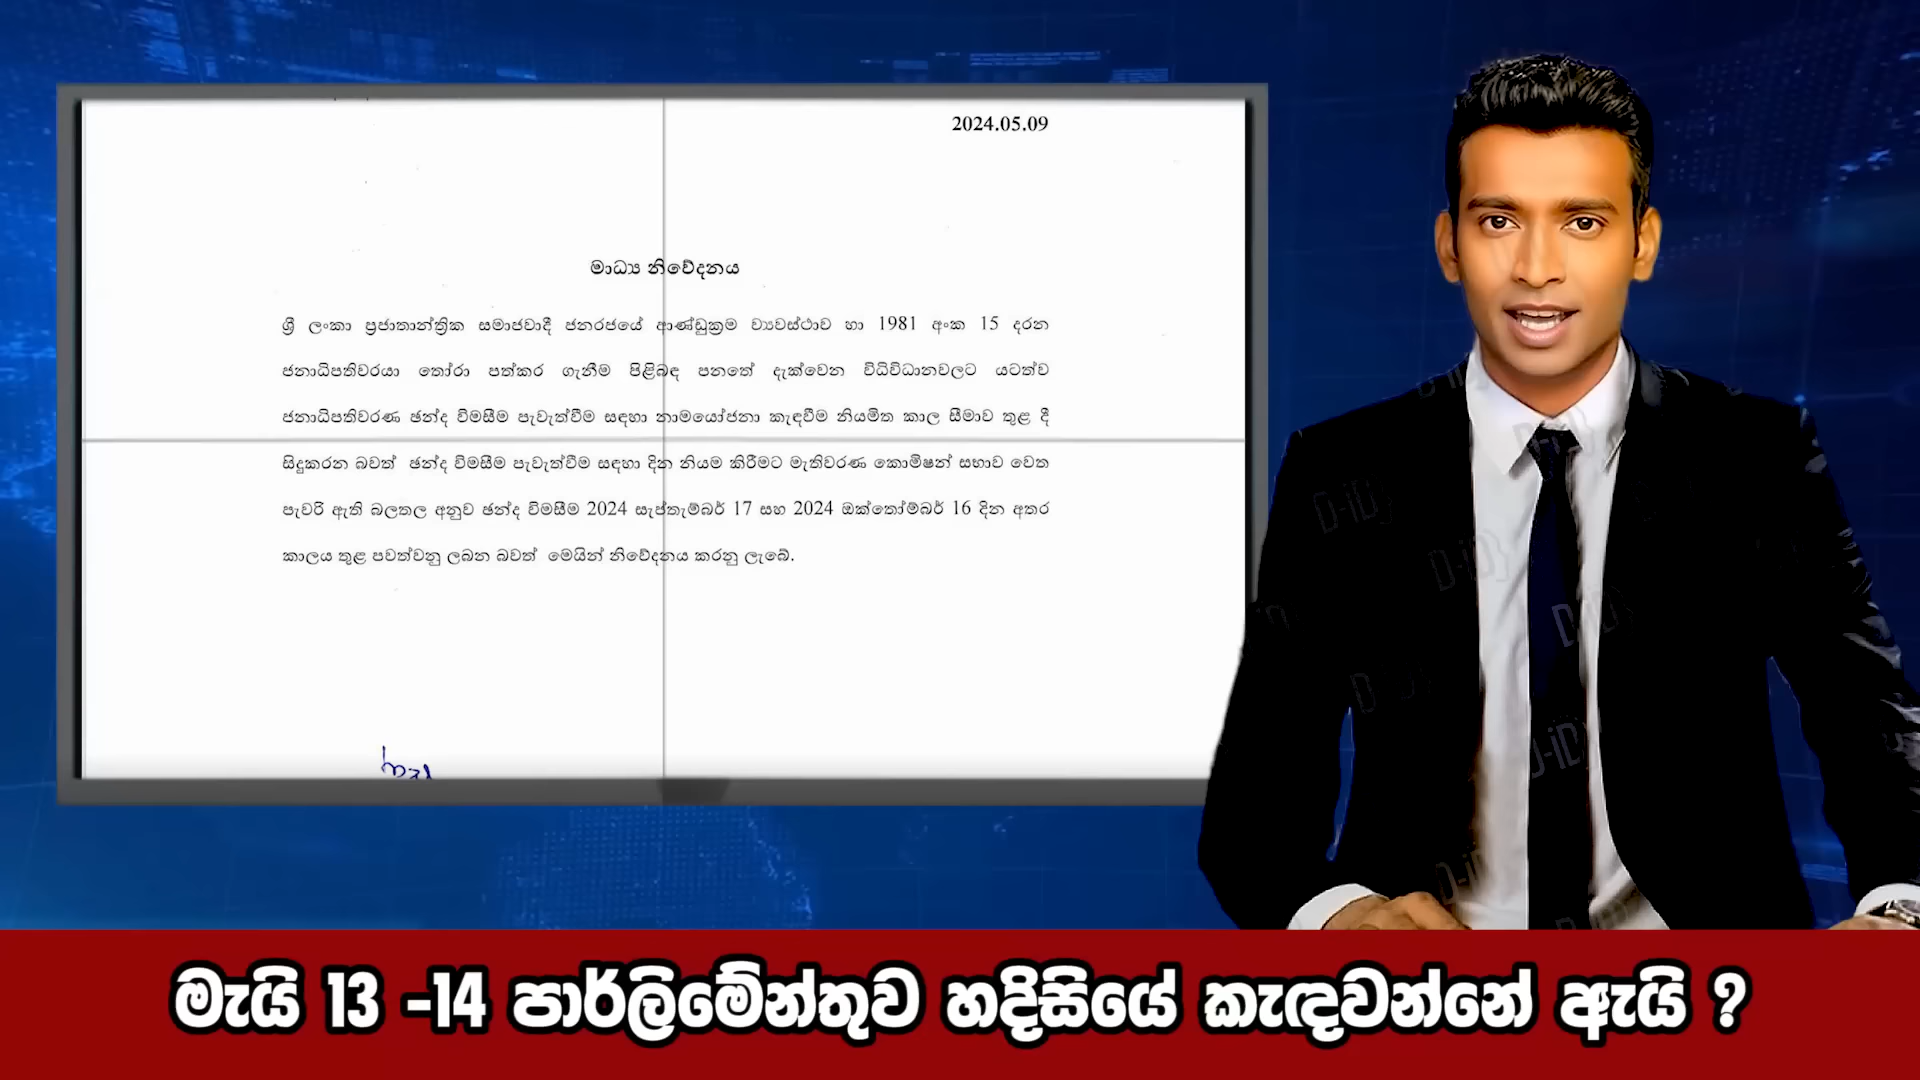 2024.05.09
මාධ්‍ය නිවේදනය
ශ්‍රී ලංකා ප්‍රජාතාන්ත්‍රික සමාජවාදී ජනරජයේ ආණ්ඩුක්‍රම ව්‍යවස්ථාව හා 1981 අංක 15 දරන
ජනාධිපතිවරයා තෝරා පත්කර ගැනීම පිළිබඳ පනතේ දැක්වෙන විධිවිධානවලට යටත්ව
ජනාධිපතිවරණ ඡන්ද විමසීම පැවැත්වීම සඳහා නාමයෝජනා කැඳවීම නියමිත කාල සීමාව තුළ දී
සිදුකරන බවත් ඡන්ද විමසීම පැවැත්වීම සඳහා දින නියම කිරීමට මැතිවරණ කොමිෂන් සභාව වෙත
පැවරි ඇති බලතල අනුව ඡන්ද විමසීම 2024 සැප්තැම්බර් 17 සහ 2024 ඔක්තෝම්බර් 16 දින අතර
කාලය තුළ පවත්වනු ලබන බවත් මෙයින් නිවේදනය කරනු ලැබේ.
D-iD
D-iD
D-iD
මැයි 13 -14 පාර්ලිමේන්තුව හදිසියේ කැඳවන්නේ ඇයි ?